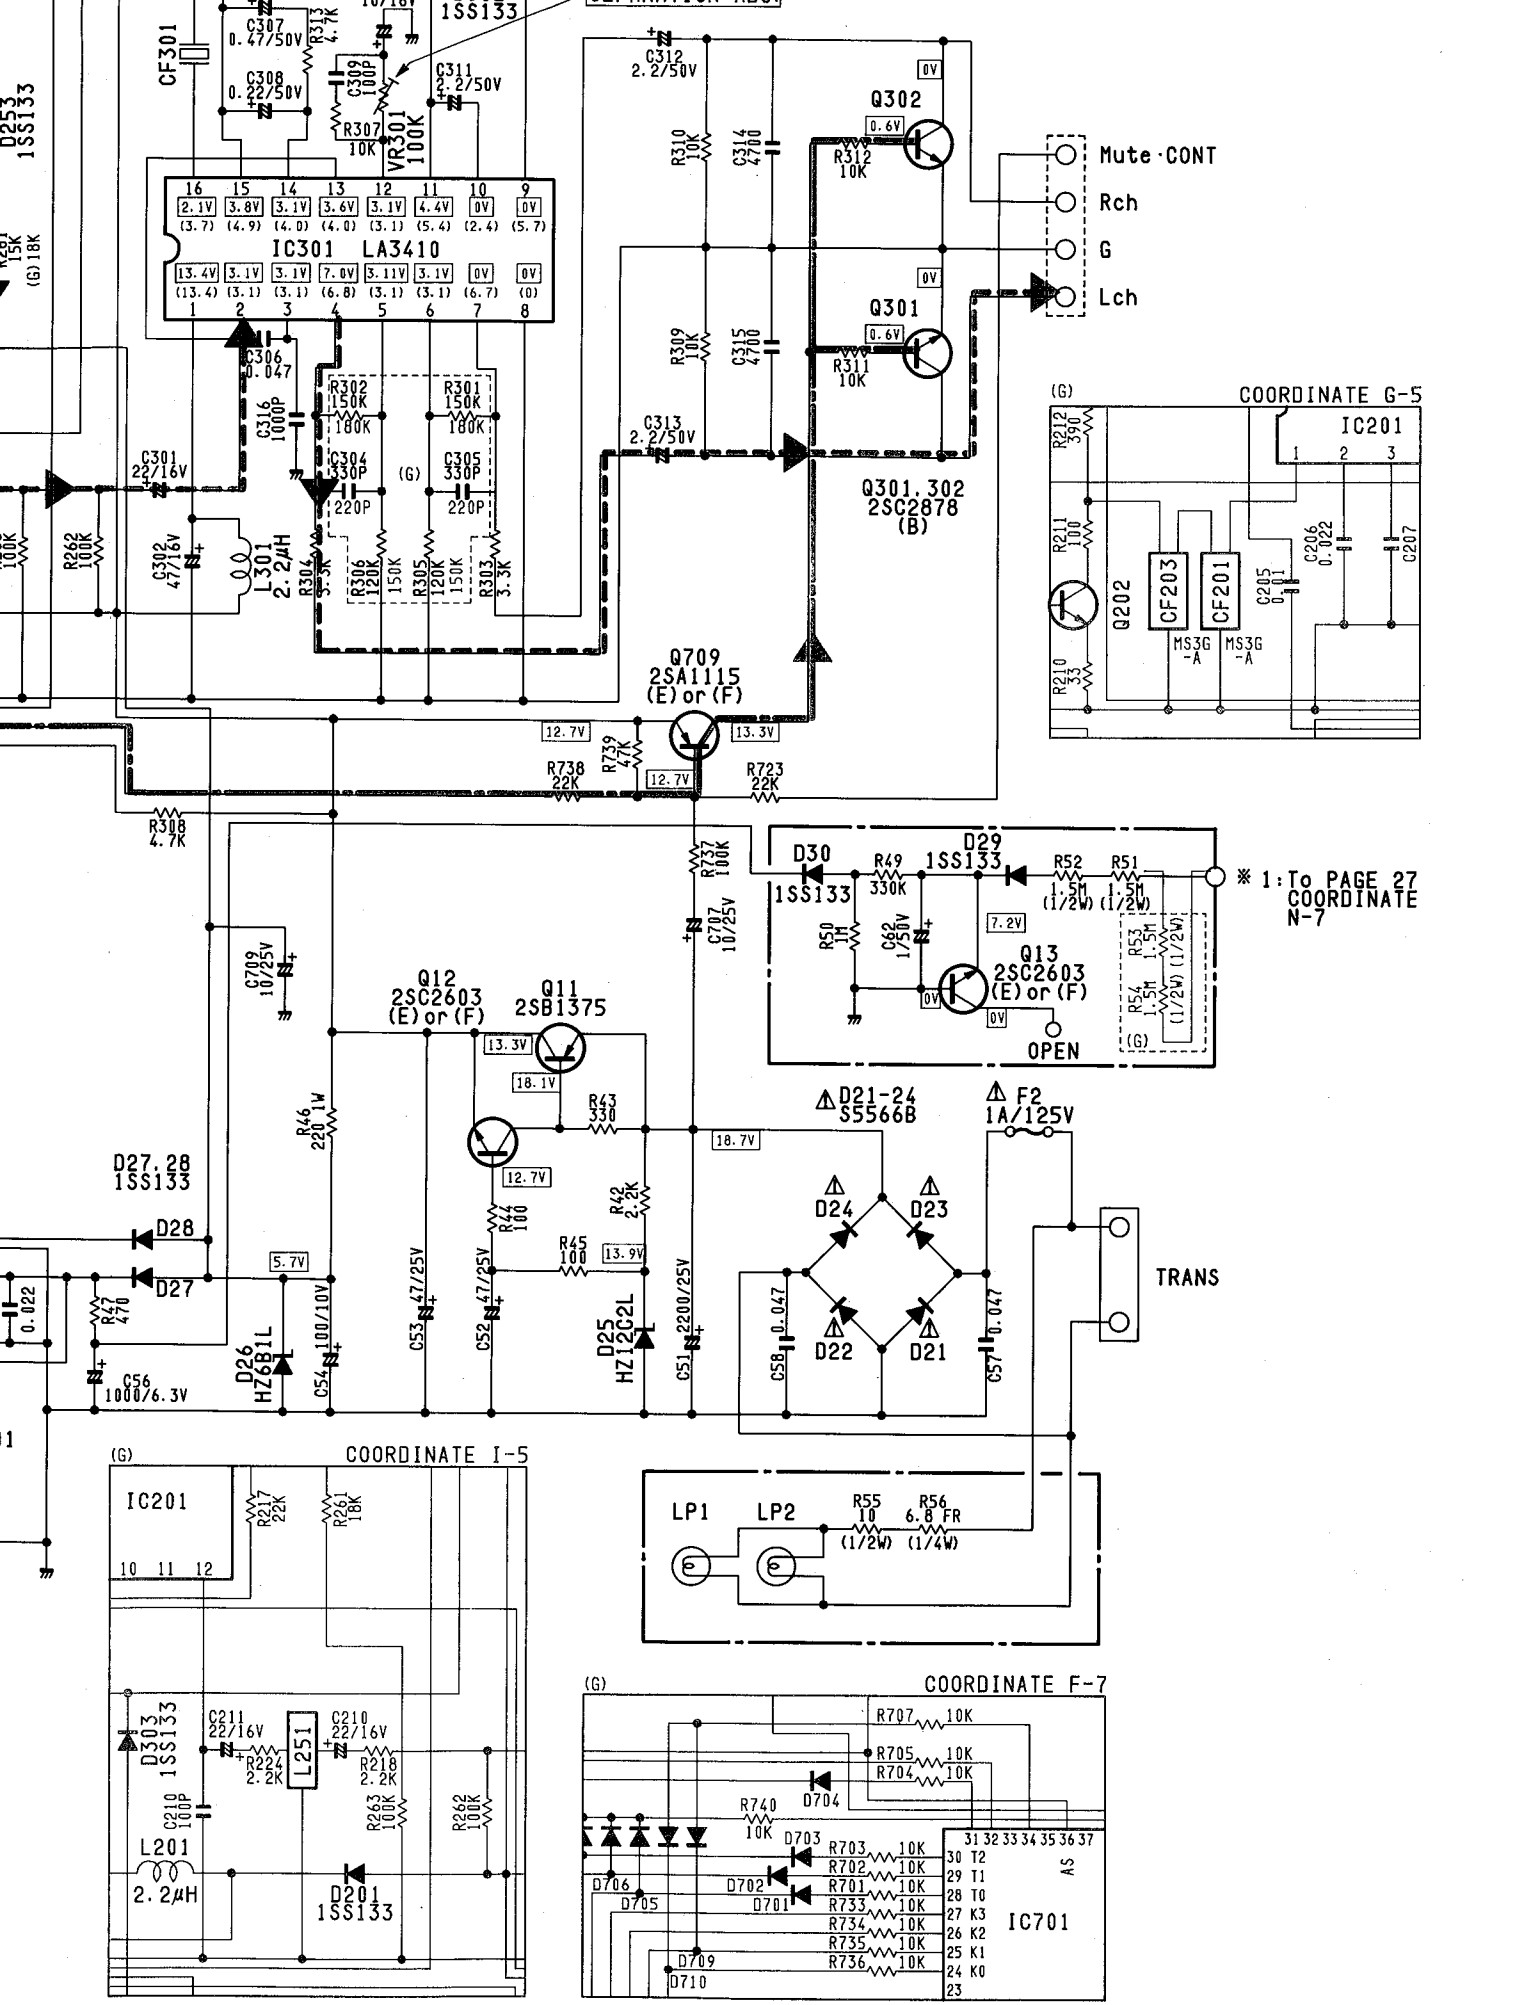 CF301
C307
0.47/50V
R313
4.7K
C308
0.22/50V
10/16V
1SS133
C309
100P
R307
10K
VR301
100K
C311
2.2/50V
D253
1SS133
15K
(G)18K
16 15 14 13 12 11 10 9
2.1V 3.8V 3.1V 3.6V 3.1V 4.4V 0V 0V
(3.7) (4.9) (4.0) (4.0) (3.1) (5.4) (2.4) (5.7)
IC301 LA3410
13.4V 3.1V 3.1V 7.0V 3.11V 3.1V 0V 0V
(13.4) (3.1) (3.1) (6.8) (3.1) (3.1) (6.7) (0)
1 2 3 4 5 6 7 8
C312
2.2/50V
0V
Q302
0.6V
R310
10K
C314
4700
R312
10K
Mute·CONT
Rch
G
Lch
0V
Q301
0.6V
R309
10K
C315
4700
R311
10K
C313
2.2/50V
Q301.302
2SC2878
(B)
C306
0.047
C316
1000P
R302
150K
180K
R301
150K
180K
C304
330P
220P
(G)
C305
330P
220P
C301
22/16V
100K
R262
100K
C302
47/16V
L301
2.2μH
R304
3.3K
R306
120K
150K
R305
120K
150K
R303
3.3K
(G)
COORDINATE G-5
R212
390
IC201
1 2 3
R211
100
Q202
CF203
CF201
MS3G
-A
MS3G
-A
C205
0.01
C206
0.022
C207
R210
33
Q709
2SA1115
(E)or(F)
12.7V
R739
47K
13.3V
12.7V
R738
22K
R723
22K
R308
4.7K
R737
100K
C707
10/25V
D30
1SS133
R49
330K
D29
1SS133
R52
1.5M
(1/2W)
R51
1.5M
(1/2W)
※ 1:To PAGE 27
COORDINATE
N-7
R50
1M
C62
1/50V
7.2V
Q13
2SC2603
(E)or(F)
0V
0V
OPEN
R53
1.5M
(1/2W)
R54
1.5M
(1/2W)
(G)
C709
10/25V
Q12
2SC2603
(E)or(F)
Q11
2SB1375
13.3V
18.1V
R43
330
R46
220 1W
12.7V
18.7V
D21-24
S5566B
F2
1A/125V
R44
100
R42
2.2K
R45
100
13.9V
D27.28
1SS133
D28
D27
5.7V
0.022
R47
470
C56
1000/6.3V
D26
HZ6B1L
C54
100/10V
C53
47/25V
C52
47/25V
D25
HZ12C2L
C51
2200/25V
C58
0.047
D24
D23
D22
D21
C57
0.047
TRANS
(G)
COORDINATE I-5
IC201
10 11 12
R217
22K
R261
18K
D303
1SS133
C211
22/16V
R224
2.2K
L251
C210
22/16V
R218
2.2K
C210
100P
R263
100K
R262
100K
L201
2.2μH
D201
1SS133
LP1
LP2
R55
10
(1/2W)
R56
6.8 FR
(1/4W)
(G)
COORDINATE F-7
R707 10K
R705 10K
R704 10K
D704
R740
10K
31 32 33 34 35 36 37
AS
D703 R703 10K 30 T2
D702 R702 10K 29 T1
D701 R701 10K 28 T0
R733 10K 27 K3
R734 10K 26 K2
R735 10K 25 K1
R736 10K 24 K0
23
D706
D705
D709
D710
IC701